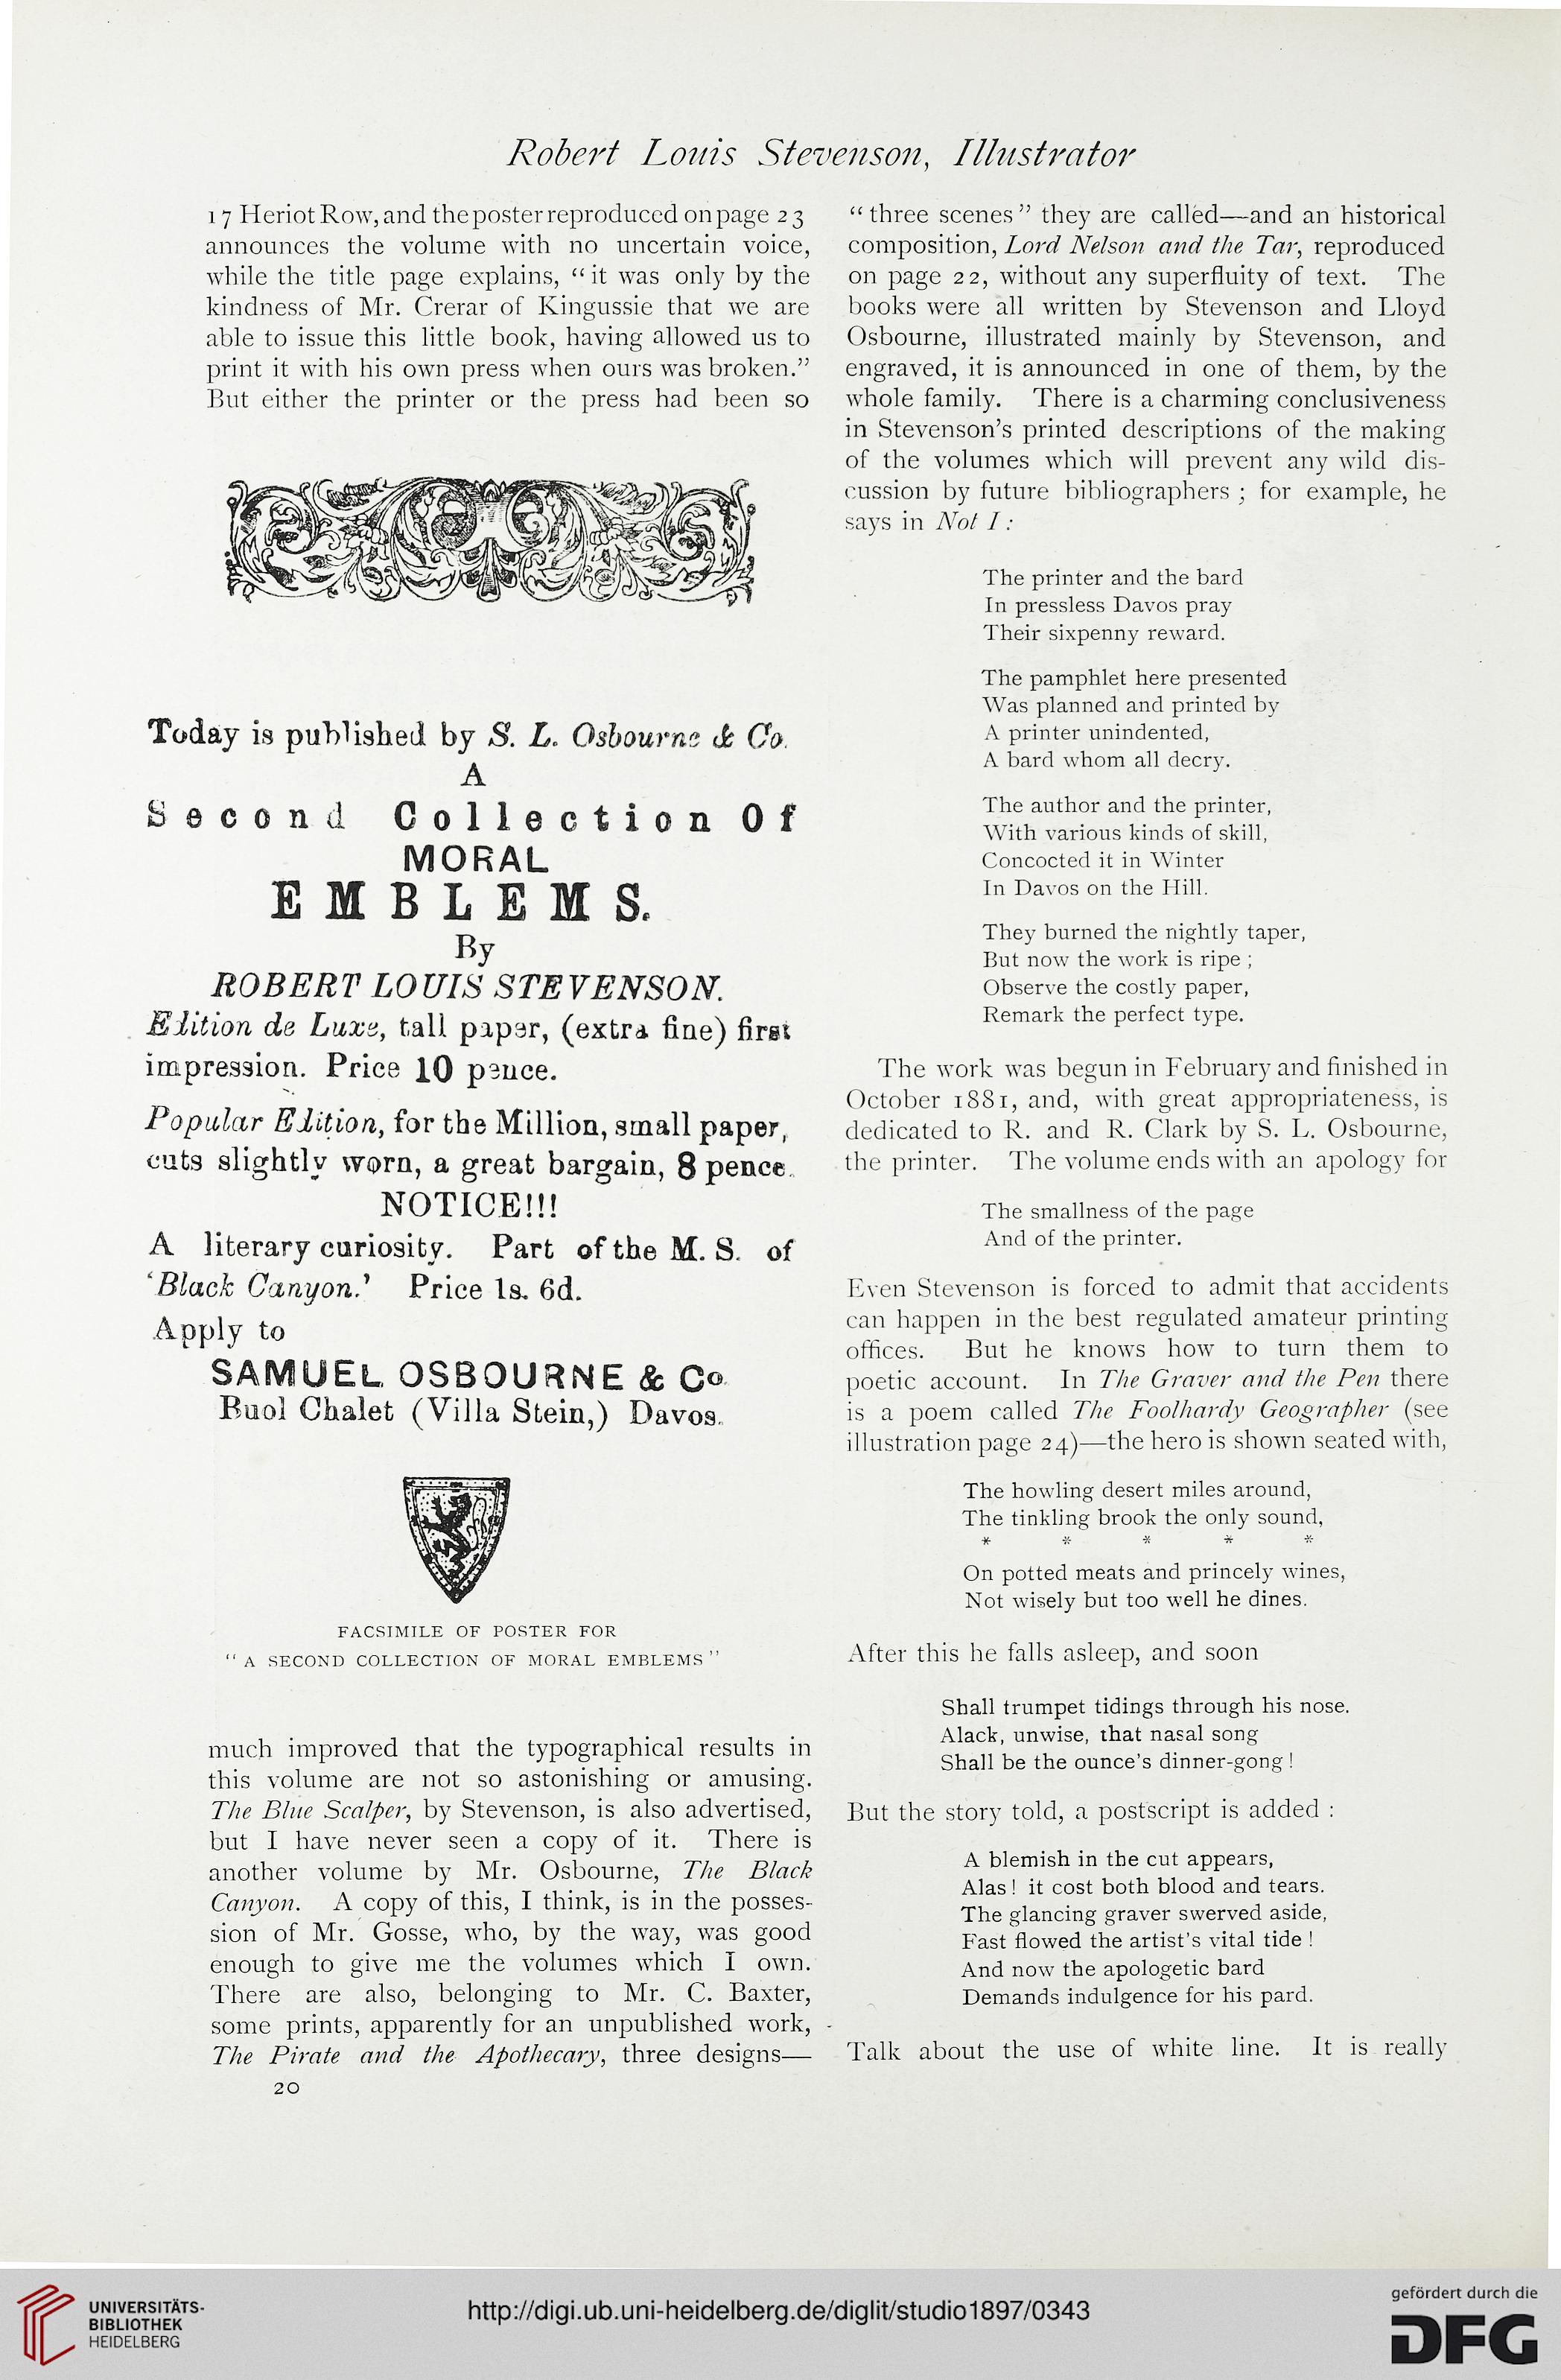 Robert Louis Stevenson, Illustrator
17 Heriot Row, and the poster reproduced on page 23
announces the volume with no uncertain voice,
while the title page explains, “it was only by the
kindness of Mr. Crerar of Kingussie that we are
able to issue this little book, having allowed us to
print it with his own press when ours was broken.”
But either the printer or the press had been so
Today is published by S. L. Osbourne & Co.
A
Second Collection Of
MORAL
EMBLEMS.
By
ROBERT LOUIS STEVENSON.
Edition de Luxe, tall paper, (extra fine) first
impression. Price 10 pence.
Popular Edition, for the Million, small paper,
cuts slightly worn, a great bargain, 8 pence.
NOTICE!!!
A literary curiosity. Part of the M. S. of
‘Black Canyon.’ Price 1s. 6d.
Apply to
SAMUEL OSBOURNE & Co.
Buol Chalet (Villa Stein,) Davos.
FACSIMILE OF POSTER FOR
“A SECOND COLLECTION OF MORAL EMBLEMS”
much improved that the typographical results in
this volume are not so astonishing or amusing.
The Blue Scalper, by Stevenson, is also advertised,
but I have never seen a copy of it. There is
another volume by Mr. Osbourne, The Black
Canyon. A copy of this, I think, is in the posses-
sion of Mr. Gosse, who, by the way, was good
enough to give me the volumes which I own.
There are also, belonging to Mr. C. Baxter,
some prints, apparently for an unpublished work,
The Pirate and the Apothecary, three designs—
20
“three scenes” they are called—and an historical
composition, Lord Nelson and the Tar, reproduced
on page 22, without any superfluity of text. The
books were all written by Stevenson and Lloyd
Osbourne, illustrated mainly by Stevenson, and
engraved, it is announced in one of them, by the
whole family. There is a charming conclusiveness
in Stevenson’s printed descriptions of the making
of the volumes which will prevent any wild dis-
cussion by future bibliographers ; for example, he
says in Not I :
The printer and the bard
In pressless Davos pray
Their sixpenny reward.
The pamphlet here presented
Was planned and printed by
A printer unindented,
A bard whom all decry.
The author and the printer,
With various kinds of skill,
Concocted it in Winter
In Davos on the Hill.
They burned the nightly taper,
But now the work is ripe ;
Observe the costly paper,
Remark the perfect type.
The work was begun in February and finished in
October 1881, and, with great appropriateness, is
dedicated to R. and R. Clark by S. L. Osbourne,
the printer. The volume ends with an apology for
The smallness of the page
And of the printer.
Even Stevenson is forced to admit that accidents
can happen in the best regulated amateur printing
offices. But he knows how to turn them to
poetic account. In The Graver and the Pen there
is a poem called The Foolhardy Geographer (see
illustration page 24)—the hero is shown seated with,
The howling desert miles around,
The tinkling brook the only sound,
* * * * *
On potted meats and princely wines,
Not wisely but too well he dines.
After this he falls asleep, and soon
Shall trumpet tidings through his nose.
Alack, unwise, that nasal song
Shall be the ounce’s dinner-gong !
But the story told, a postscript is added :
A blemish in the cut appears,
Alas ! it cost both blood and tears.
The glancing graver swerved aside,
Fast flowed the artist’s vital tide !
And now the apologetic bard
Demands indulgence for his pard.
Talk about the use of white line. It is really
UNIVERSITÄTS-
BIBLIOTHEK
HEIDELBERG
http://digi.ub.uni-heidelberg.de/diglit/studio1897/0343
gefördert durch die
DFG